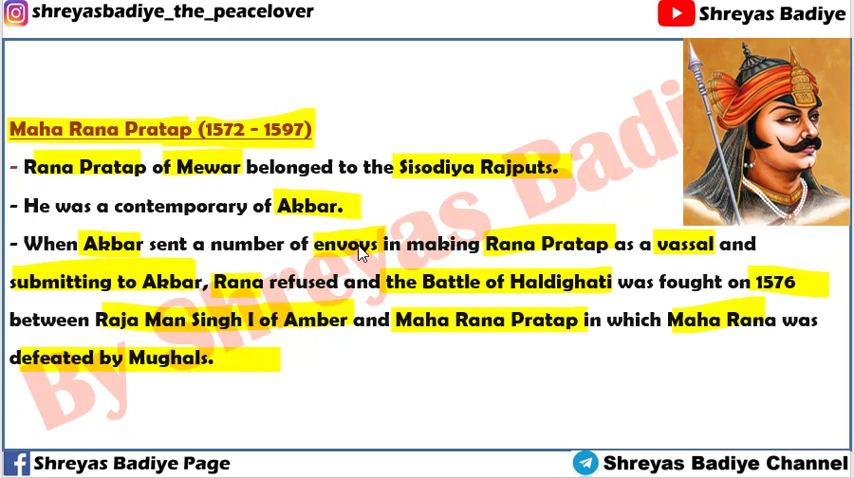 shreyasbadiye_the_peacelover
Shreyas Badiye
Maha Rana Pratap (1572 - 1597)
- Rana Pratap of Mewar belonged to the Sisodiya Rajputs.
- He was a contemporary of Akbar.
- When Akbar sent a number of envoys in making Rana Pratap as a vassal and
submitting to Akbar, Rana refused and the Battle of Haldighati was fought on 1576
between Raja Man Singh I of Amber and Maha Rana Pratap in which Maha Rana was
defeated by Mughals.
By Shreyas Badi
Shreyas Badiye Page
Shreyas Badiye Channel